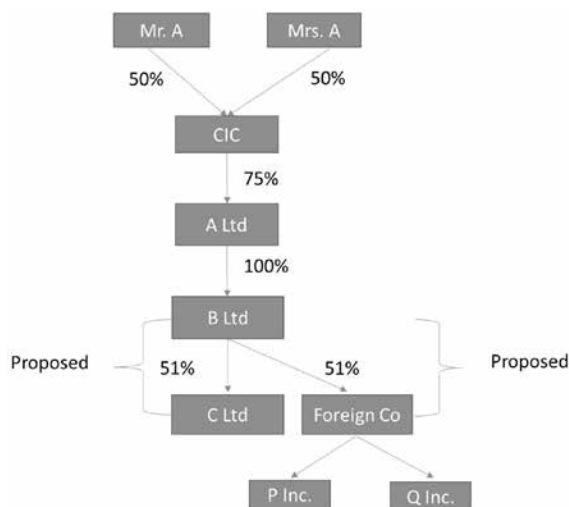 Mr. A
Mrs. A
50%
50%
CIC
75%
A Ltd
100%
B Ltd
Proposed
51%
51%
Proposed
C Ltd
Foreign Co
P Inc.
Q Inc.